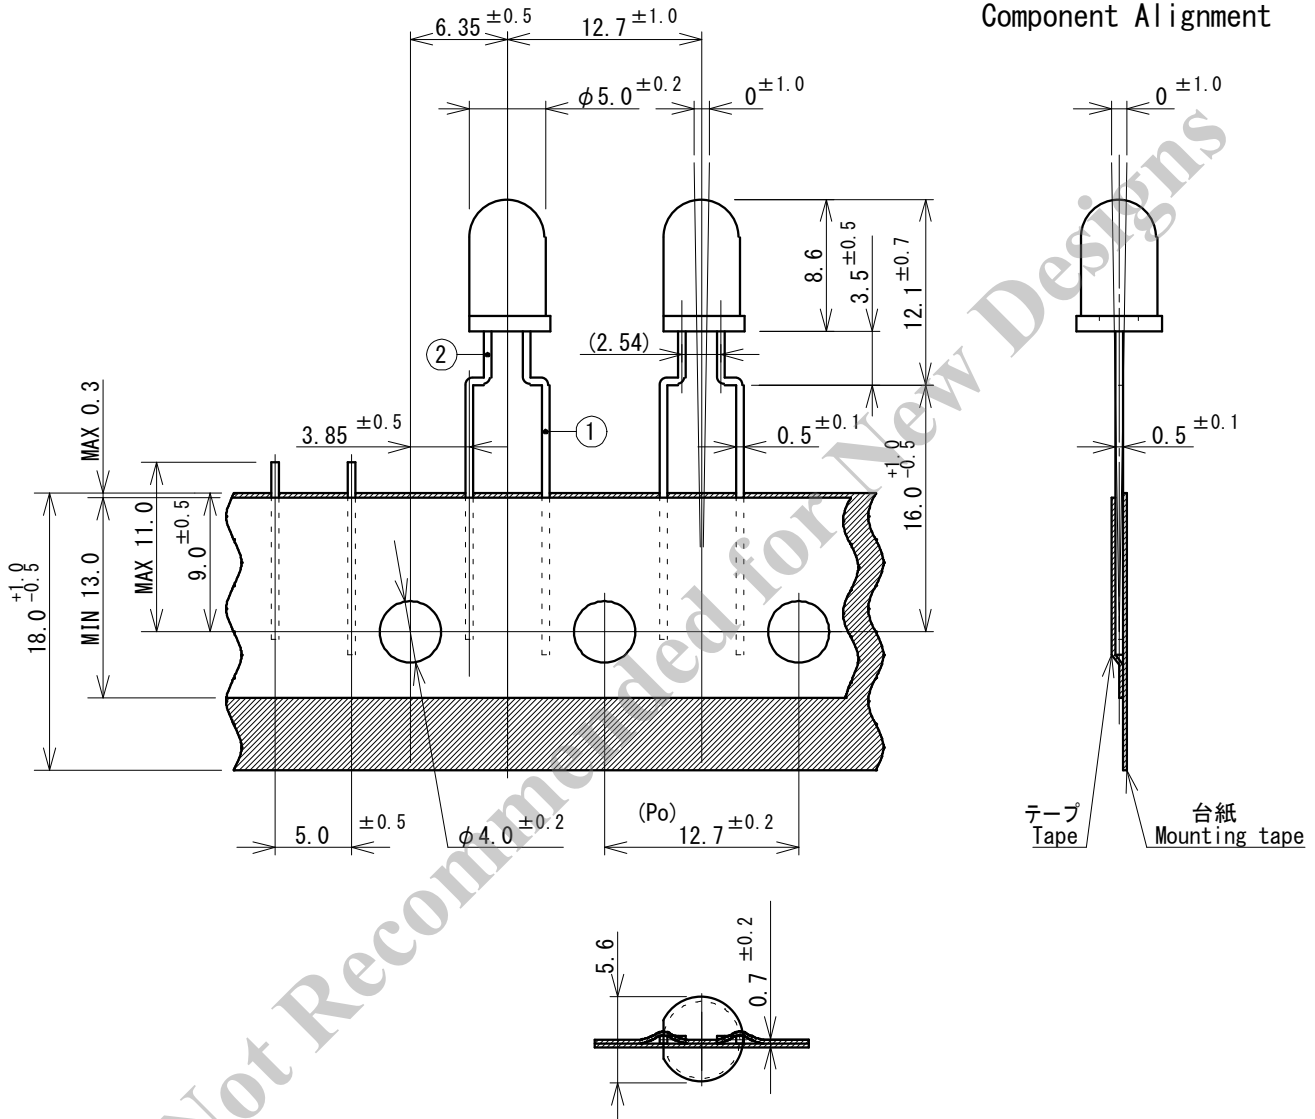 Component Alignment
6.35 ±0.5
12.7 ±1.0
φ5.0 ±0.2
0 ±1.0
0 ±1.0
8.6
3.5 ±0.5
12.1 ±0.7
(2.54)
2
1
MAX 0.3
3.85 ±0.5
0.5 ±0.1
0.5 ±0.1
16.0 +1.0 -0.5
MAX 11.0
9.0 ±0.5
MIN 13.0
18.0 +1.0 -0.5
5.0 ±0.5
φ4.0 ±0.2
(Po)
12.7 ±0.2
テープ
Tape
台紙
Mounting tape
5.6
0.7 ±0.2
Not Recommended for New Designs